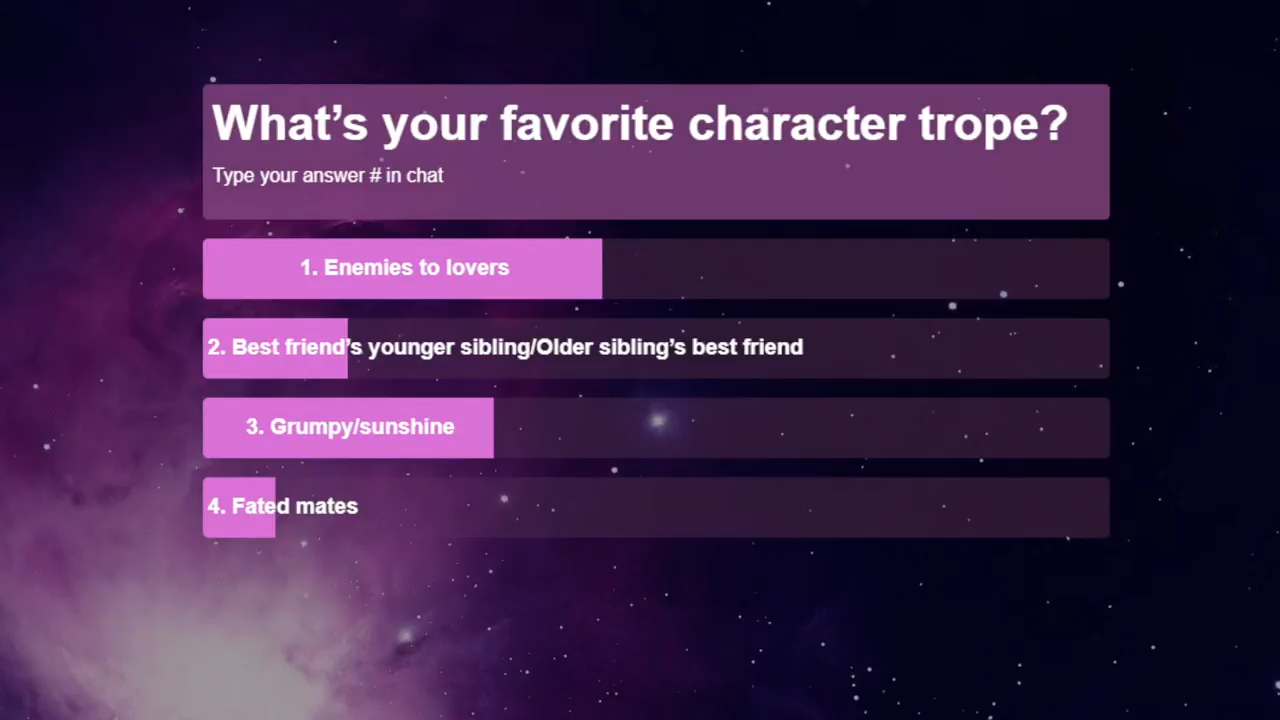 What’s your favorite character trope?
Type your answer # in chat
1. Enemies to lovers
2. Best friend’s younger sibling/Older sibling’s best friend
3. Grumpy/sunshine
4. Fated mates